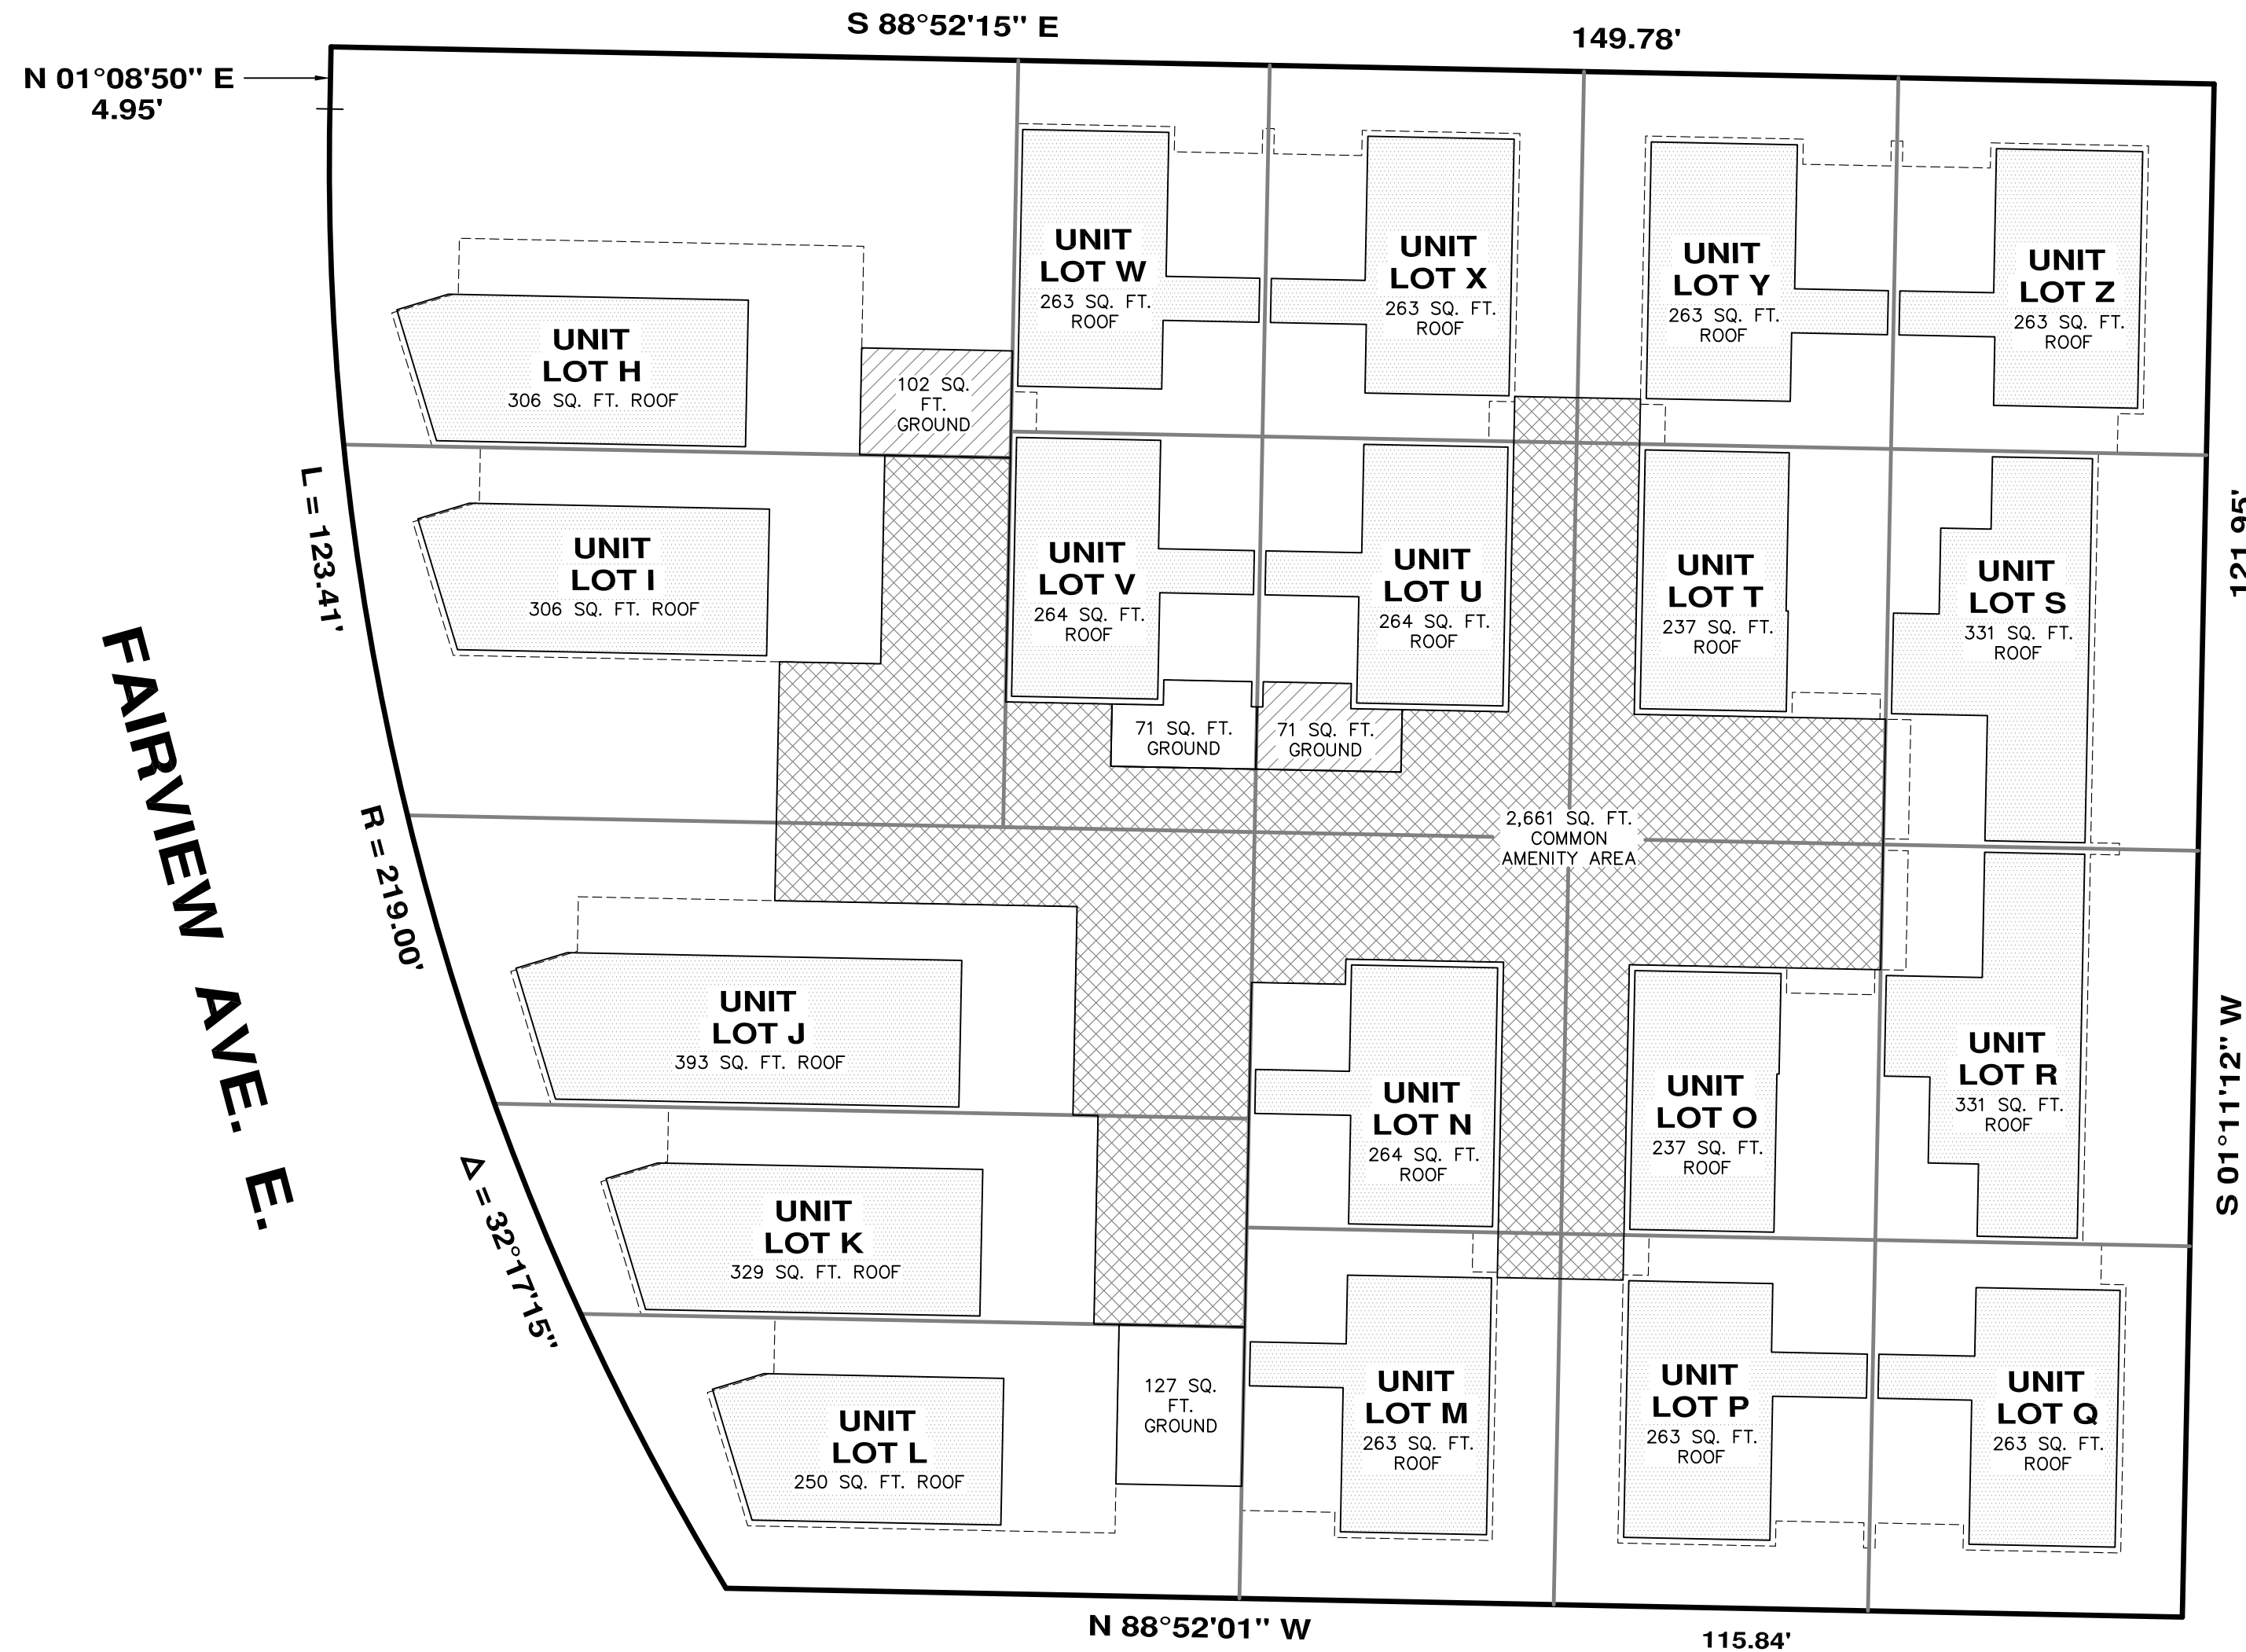 S 88°52'15" E
149.78'
N 01°08'50" E
4.95'
UNIT
LOT W
263 SQ. FT.
ROOF
UNIT
LOT X
263 SQ. FT.
ROOF
UNIT
LOT Y
263 SQ. FT.
ROOF
UNIT
LOT Z
263 SQ. FT.
ROOF
UNIT
LOT H
306 SQ. FT. ROOF
102 SQ.
FT.
GROUND
L = 123.41'
UNIT
LOT I
306 SQ. FT. ROOF
UNIT
LOT V
264 SQ. FT.
ROOF
UNIT
LOT U
264 SQ. FT.
ROOF
UNIT
LOT T
237 SQ. FT.
ROOF
UNIT
LOT S
331 SQ. FT.
ROOF
121.95'
71 SQ. FT.
GROUND
71 SQ. FT.
GROUND
FAIRVIEW AVE. E.
R = 219.00'
2,661 SQ. FT.
COMMON
AMENITY AREA
UNIT
LOT J
393 SQ. FT. ROOF
UNIT
LOT N
264 SQ. FT.
ROOF
UNIT
LOT O
237 SQ. FT.
ROOF
UNIT
LOT R
331 SQ. FT.
ROOF
S 01°11'12" W
Δ = 32°17'15"
UNIT
LOT K
329 SQ. FT. ROOF
UNIT
LOT L
250 SQ. FT. ROOF
127 SQ.
FT.
GROUND
UNIT
LOT M
263 SQ. FT.
ROOF
UNIT
LOT P
263 SQ. FT.
ROOF
UNIT
LOT Q
263 SQ. FT.
ROOF
N 88°52'01" W
115.84'